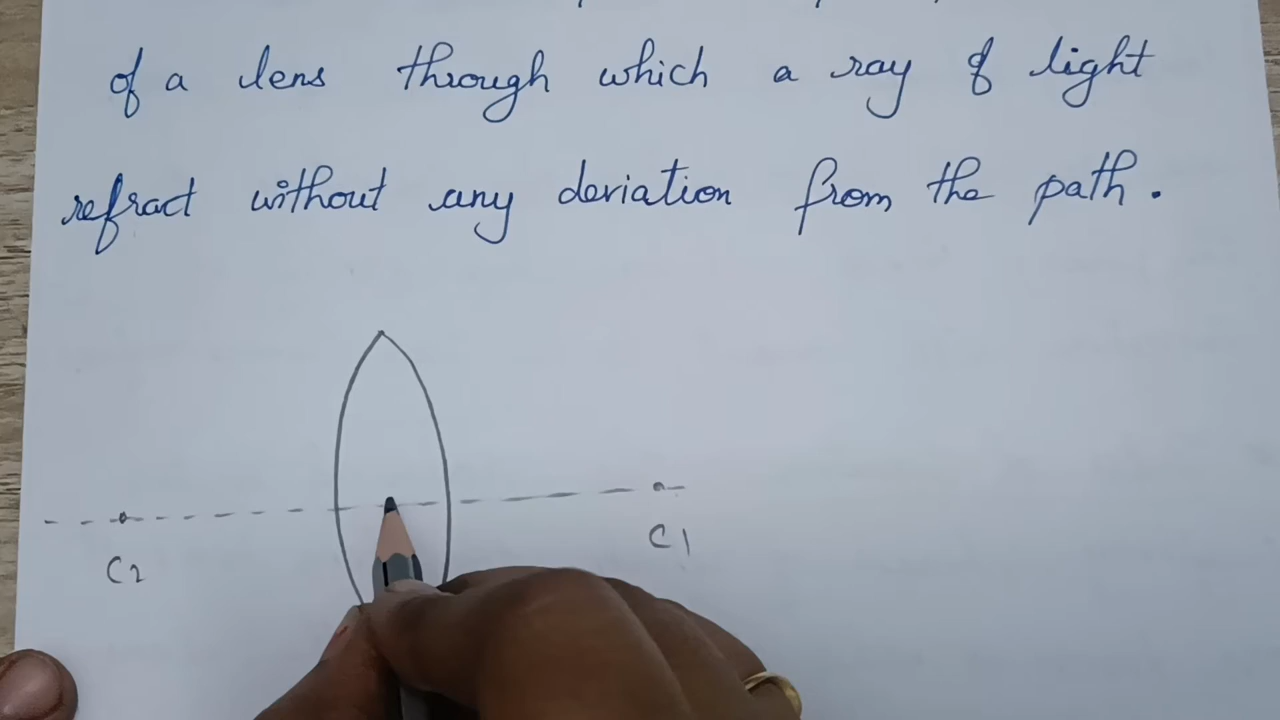 of a lens through which a ray of light
refract without any deviation from the path.
C2
C1